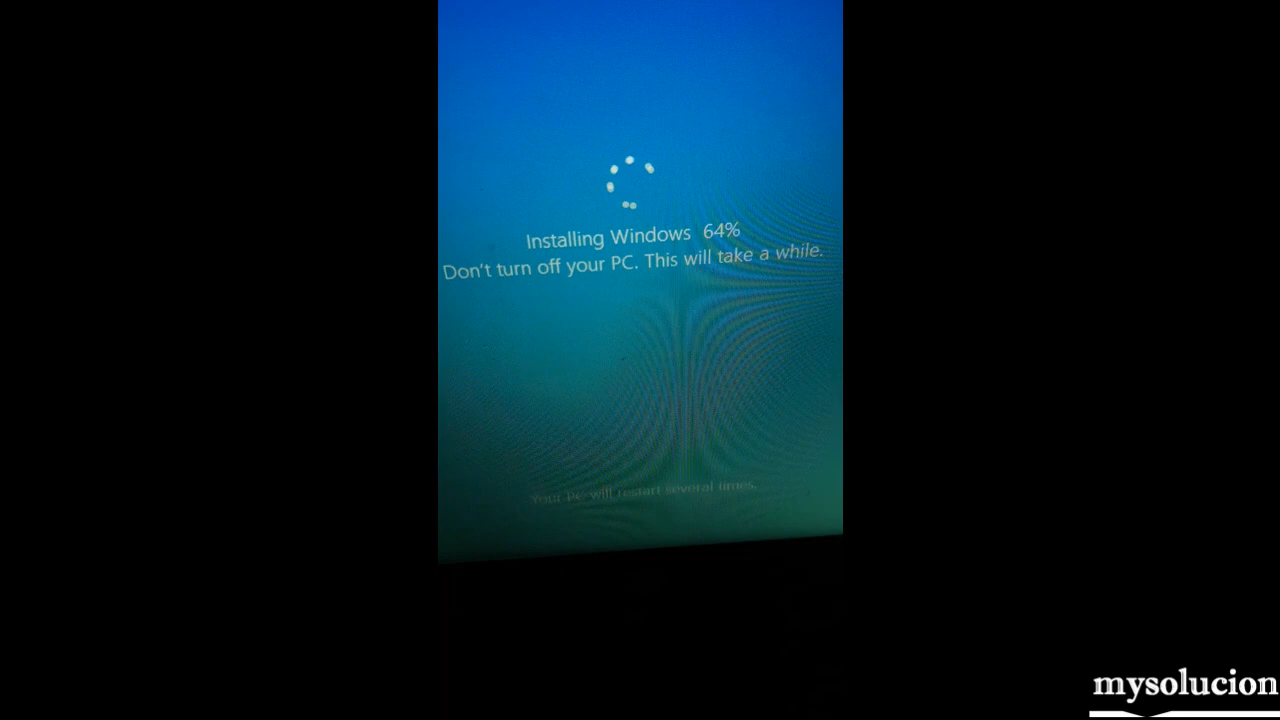 Installing Windows 64%
Don't turn off your PC. This will take a while.
Your PC will restart several times.
mysolucion